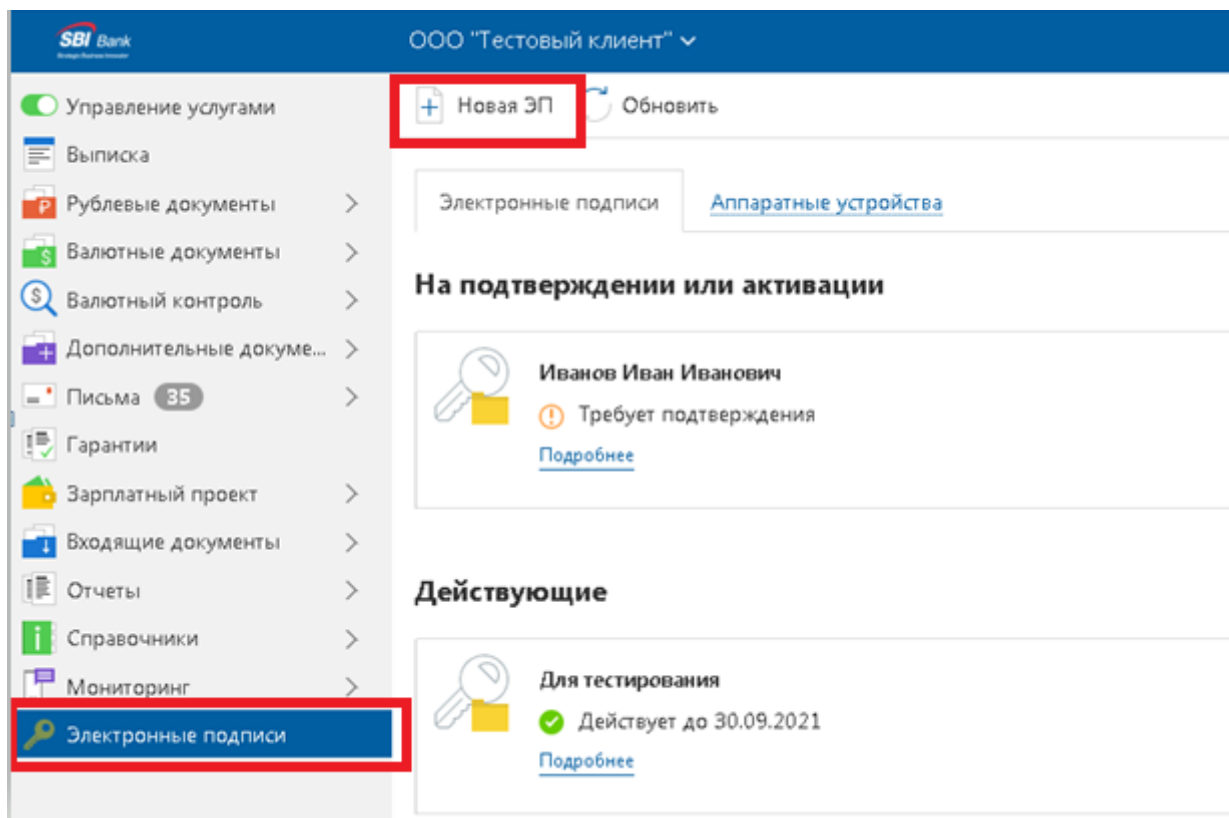 SBI Bank
ООО "Тестовый клиент"
Управление услугами
Выписка
Рублевые документы
Валютные документы
Валютный контроль
Дополнительные докуме...
Письма 35
Гарантии
Зарплатный проект
Входящие документы
Отчеты
Справочники
Мониторинг
Электронные подписи
Новая ЭП
Обновить
Электронные подписи
Аппаратные устройства
На подтверждении или активации
Иванов Иван Иванович
Требует подтверждения
Подробнее
Действующие
Для тестирования
Действует до 30.09.2021
Подробнее